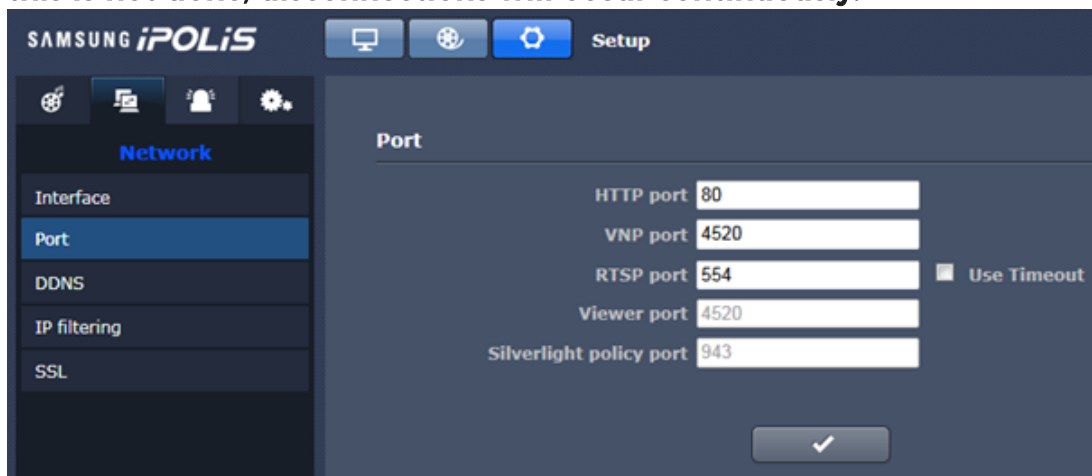 SAMSUNG iPOLiS
Setup
Network
Interface
Port
DDNS
IP filtering
SSL
Port
HTTP port 80
VNP port 4520
RTSP port 554 Use Timeout
Viewer port 4520
Silverlight policy port 943